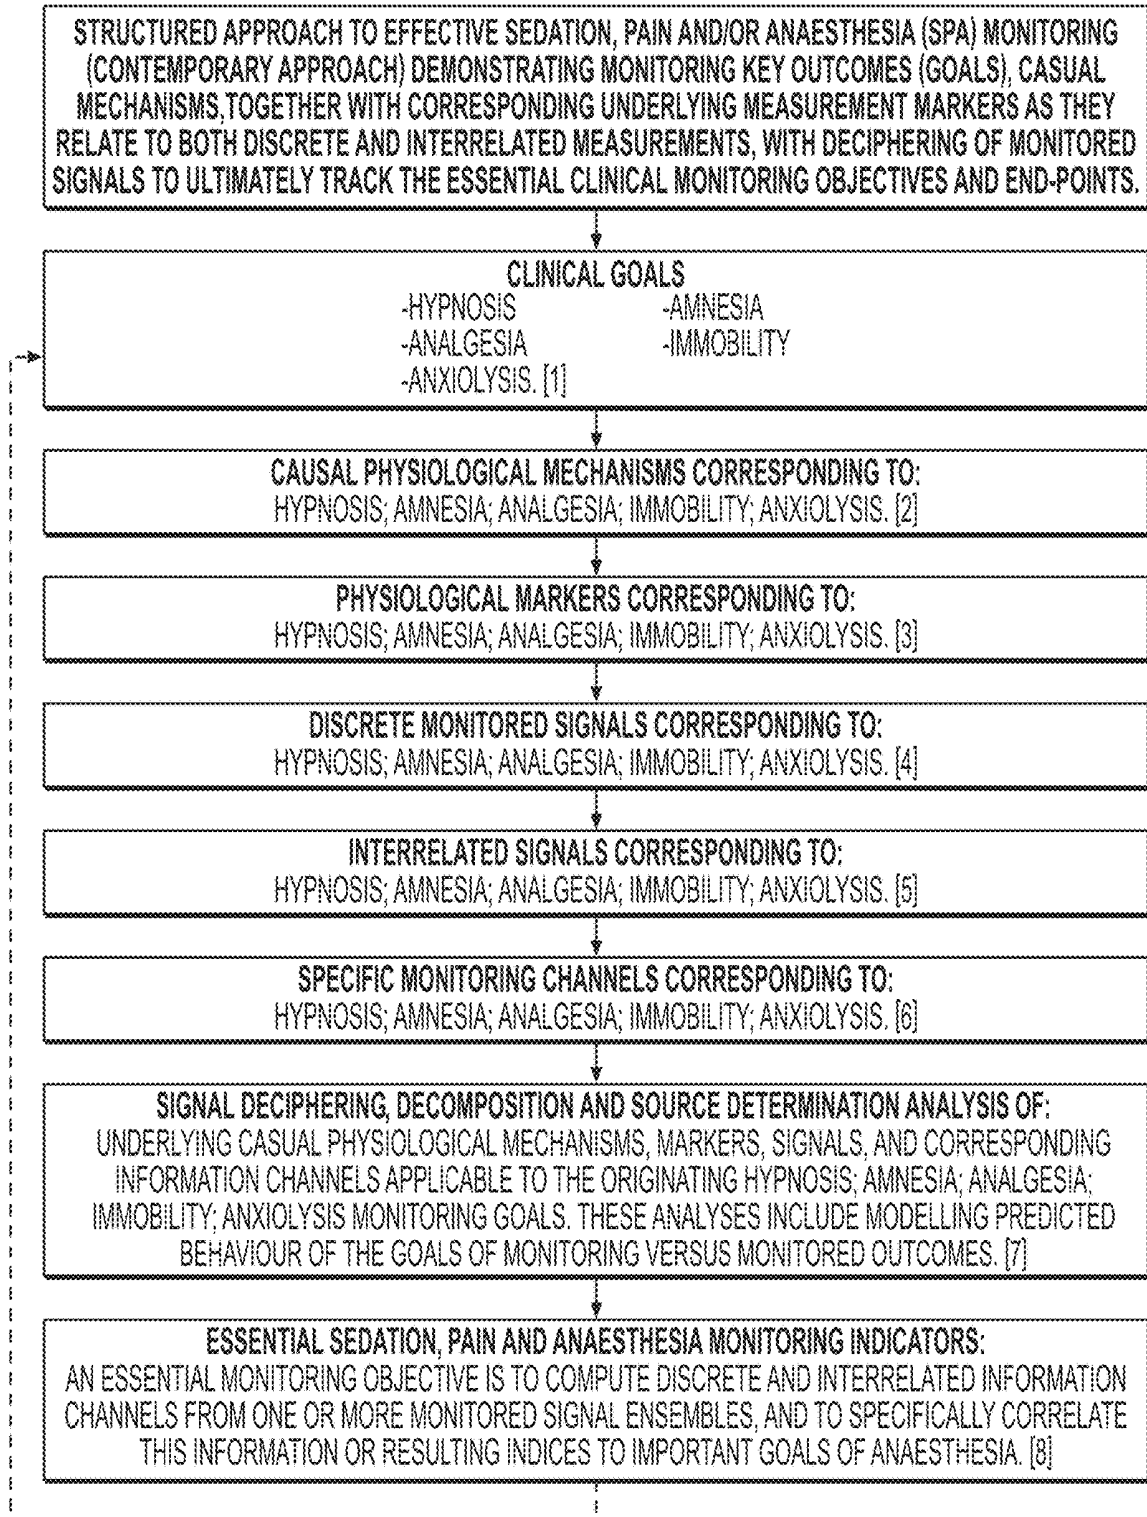 STRUCTURED APPROACH TO EFFECTIVE SEDATION, PAIN AND/OR ANAESTHESIA (SPA) MONITORING
(CONTEMPORARY APPROACH) DEMONSTRATING MONITORING KEY OUTCOMES (GOALS), CASUAL
MECHANISMS,TOGETHER WITH CORRESPONDING UNDERLYING MEASUREMENT MARKERS AS THEY
RELATE TO BOTH DISCRETE AND INTERRELATED MEASUREMENTS, WITH DECIPHERING OF MONITORED
SIGNALS TO ULTIMATELY TRACK THE ESSENTIAL CLINICAL MONITORING OBJECTIVES AND END-POINTS.
CLINICAL GOALS
-HYPNOSIS -AMNESIA
-ANALGESIA -IMMOBILITY
-ANXIOLYSIS. [1]
CAUSAL PHYSIOLOGICAL MECHANISMS CORRESPONDING TO:
HYPNOSIS; AMNESIA; ANALGESIA; IMMOBILITY; ANXIOLYSIS. [2]
PHYSIOLOGICAL MARKERS CORRESPONDING TO:
HYPNOSIS; AMNESIA; ANALGESIA; IMMOBILITY; ANXIOLYSIS. [3]
DISCRETE MONITORED SIGNALS CORRESPONDING TO:
HYPNOSIS; AMNESIA; ANALGESIA; IMMOBILITY; ANXIOLYSIS. [4]
INTERRELATED SIGNALS CORRESPONDING TO:
HYPNOSIS; AMNESIA; ANALGESIA; IMMOBILITY; ANXIOLYSIS. [5]
SPECIFIC MONITORING CHANNELS CORRESPONDING TO:
HYPNOSIS; AMNESIA; ANALGESIA; IMMOBILITY; ANXIOLYSIS. [6]
SIGNAL DECIPHERING, DECOMPOSITION AND SOURCE DETERMINATION ANALYSIS OF:
UNDERLYING CASUAL PHYSIOLOGICAL MECHANISMS, MARKERS, SIGNALS, AND CORRESPONDING
INFORMATION CHANNELS APPLICABLE TO THE ORIGINATING HYPNOSIS; AMNESIA; ANALGESIA;
IMMOBILITY; ANXIOLYSIS MONITORING GOALS. THESE ANALYSES INCLUDE MODELLING PREDICTED
BEHAVIOUR OF THE GOALS OF MONITORING VERSUS MONITORED OUTCOMES. [7]
ESSENTIAL SEDATION, PAIN AND ANAESTHESIA MONITORING INDICATORS:
AN ESSENTIAL MONITORING OBJECTIVE IS TO COMPUTE DISCRETE AND INTERRELATED INFORMATION
CHANNELS FROM ONE OR MORE MONITORED SIGNAL ENSEMBLES, AND TO SPECIFICALLY CORRELATE
THIS INFORMATION OR RESULTING INDICES TO IMPORTANT GOALS OF ANAESTHESIA. [8]